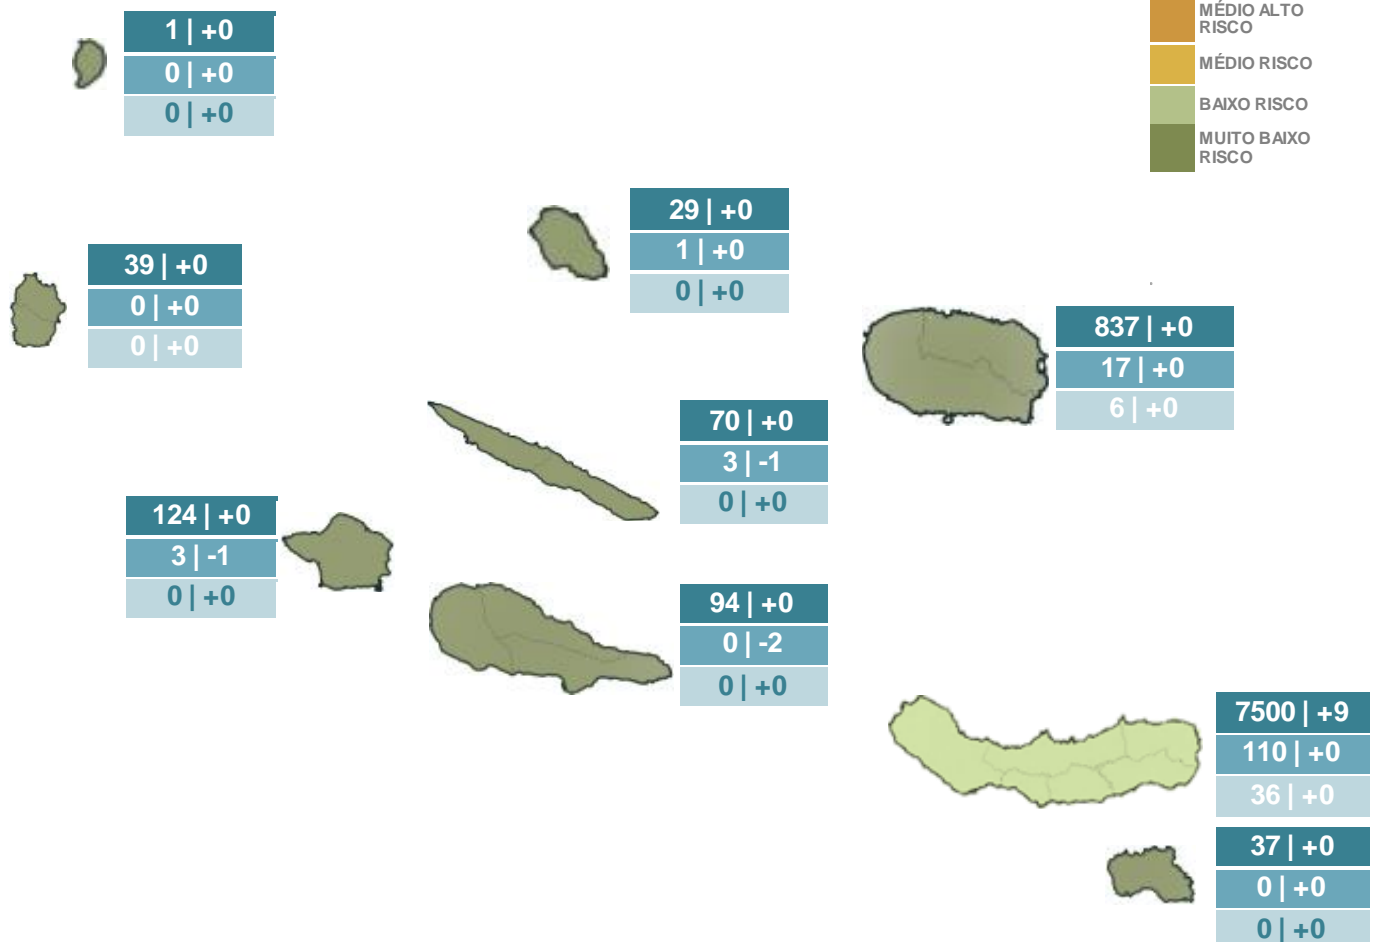 MÉDIO ALTO
RISCO
MÉDIO RISCO
BAIXO RISCO
MUITO BAIXO
RISCO
1 | +0
0 | +0
0 | +0
29 | +0
1 | +0
0 | +0
39 | +0
0 | +0
0 | +0
837 | +0
17 | +0
6 | +0
70 | +0
3 | -1
0 | +0
124 | +0
3 | -1
0 | +0
94 | +0
0 | -2
0 | +0
7500 | +9
110 | +0
36 | +0
37 | +0
0 | +0
0 | +0